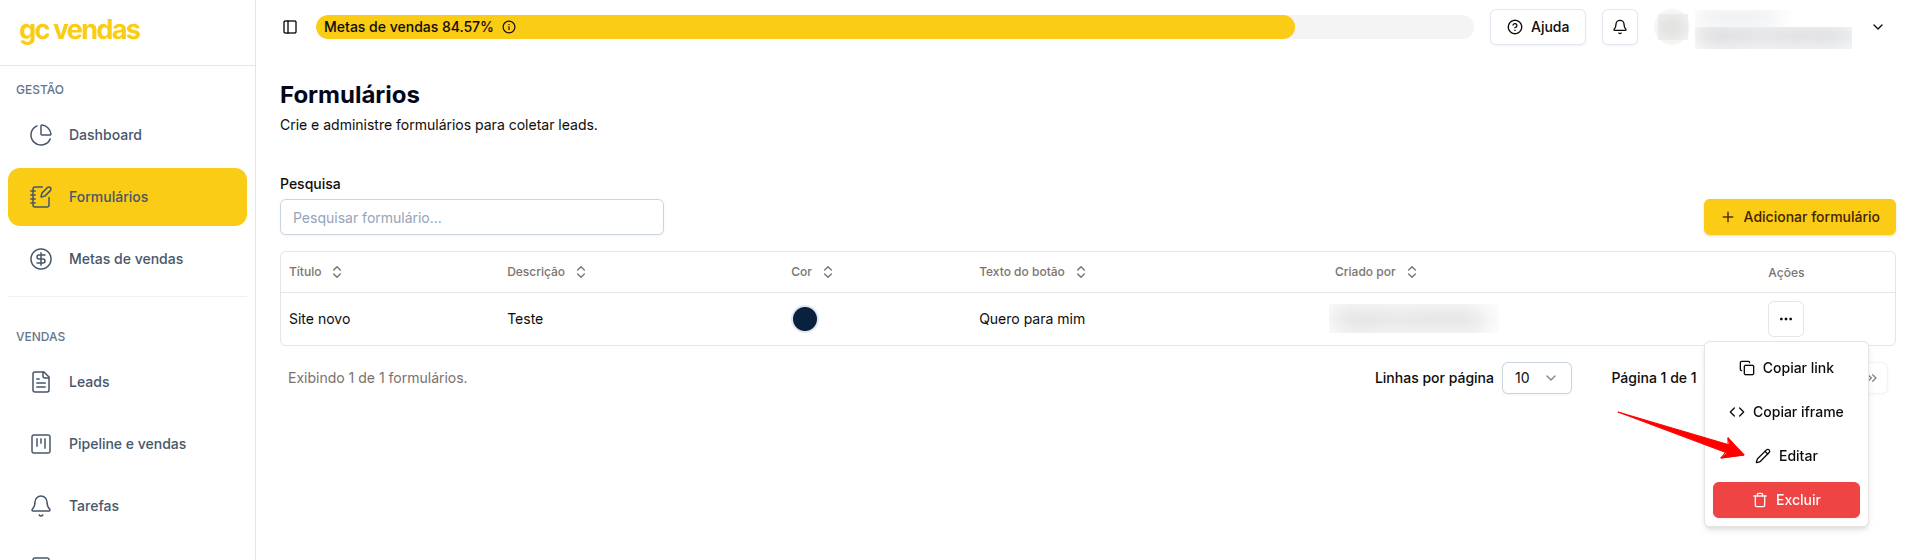 gc vendas
GESTÃO
Dashboard
Formulários
Metas de vendas
VENDAS
Leads
Pipeline e vendas
Tarefas
Metas de vendas 84.57%
Ajuda
Formulários
Crie e administre formulários para coletar leads.
Pesquisa
Pesquisar formulário...
Adicionar formulário
Título Descrição Cor Texto do botão Criado por Ações
Site novo Teste Quero para mim
Exibindo 1 de 1 formulários. Linhas por página 10 Página 1 de 1
Copiar link
Copiar iframe
Editar
Excluir